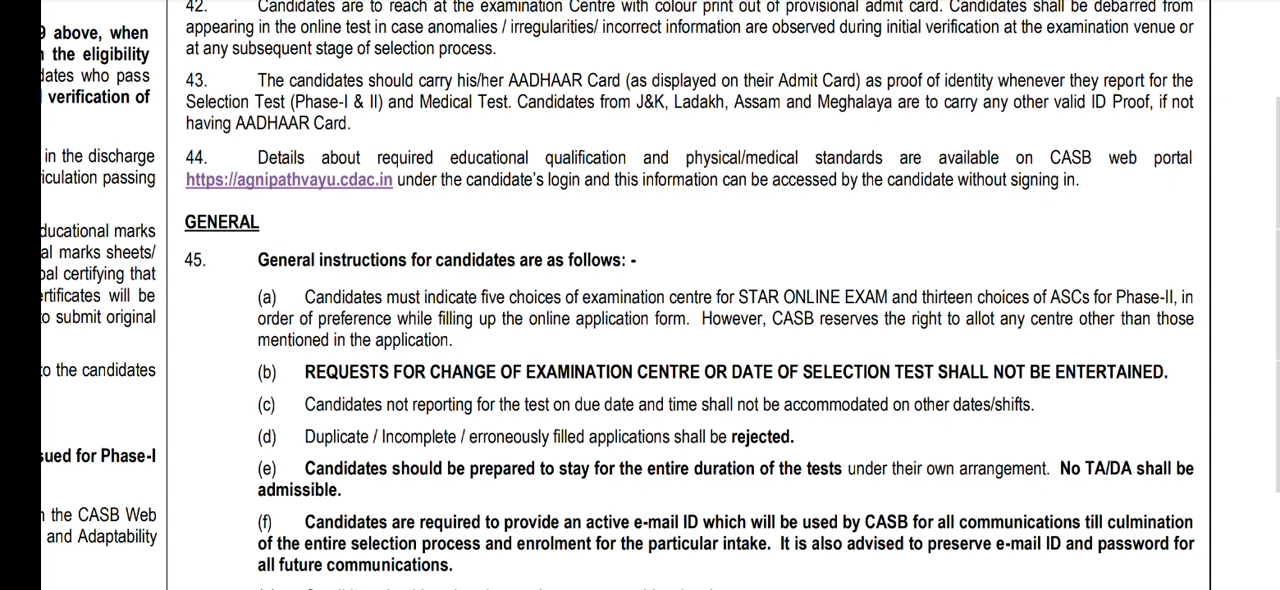 9 above, when
the eligibility
dates who pass
verification of
in the discharge
iculation passing
ducational marks
al marks sheets/
pal certifying that
ertificates will be
to submit original
to the candidates
sued for Phase-I
the CASB Web
and Adaptability
42. Candidates are to reach at the examination Centre with colour print out of provisional admit card. Candidates shall be debarred from
appearing in the online test in case anomalies / irregularities/ incorrect information are observed during initial verification at the examination venue or
at any subsequent stage of selection process.
43. The candidates should carry his/her AADHAAR Card (as displayed on their Admit Card) as proof of identity whenever they report for the
Selection Test (Phase-I & II) and Medical Test. Candidates from J&K, Ladakh, Assam and Meghalaya are to carry any other valid ID Proof, if not
having AADHAAR Card.
44. Details about required educational qualification and physical/medical standards are available on CASB web portal
https://agnipathvayu.cdac.in under the candidate's login and this information can be accessed by the candidate without signing in.
GENERAL
45. General instructions for candidates are as follows: -
(a) Candidates must indicate five choices of examination centre for STAR ONLINE EXAM and thirteen choices of ASCs for Phase-II, in
order of preference while filling up the online application form. However, CASB reserves the right to allot any centre other than those
mentioned in the application.
(b) REQUESTS FOR CHANGE OF EXAMINATION CENTRE OR DATE OF SELECTION TEST SHALL NOT BE ENTERTAINED.
(c) Candidates not reporting for the test on due date and time shall not be accommodated on other dates/shifts.
(d) Duplicate / Incomplete / erroneously filled applications shall be rejected.
(e) Candidates should be prepared to stay for the entire duration of the tests under their own arrangement. No TA/DA shall be
admissible.
(f) Candidates are required to provide an active e-mail ID which will be used by CASB for all communications till culmination
of the entire selection process and enrolment for the particular intake. It is also advised to preserve e-mail ID and password for
all future communications.